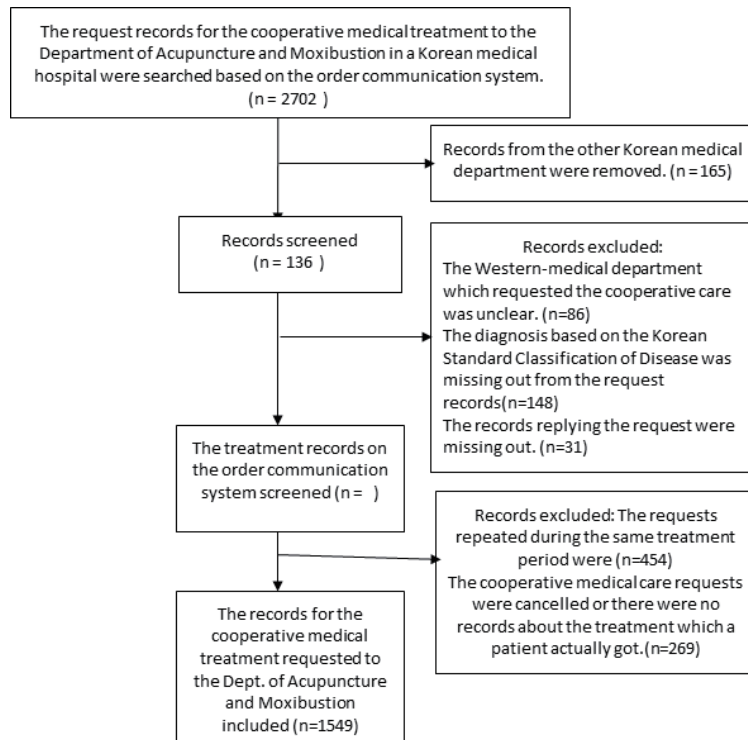 The request records for the cooperative medical treatment to the
Department of Acupuncture and Moxibustion in a Korean medical
hospital were searched based on the order communication system.
(n = 2702 )
Records from the other Korean medical
department were removed. (n = 165)
Records screened
(n = 136 )
Records excluded:
The Western-medical department
which requested the cooperative care
was unclear. (n=86)
The diagnosis based on the Korean
Standard Classification of Disease was
missing out from the request
records(n=148)
The records replying the request were
missing out. (n=31)
The treatment records on
the order communication
system screened (n = )
Records excluded: The requests
repeated during the same treatment
period were (n=454)
The cooperative medical care requests
were cancelled or there were no
records about the treatment which a
patient actually got.(n=269)
The records for the
cooperative medical
treatment requested to
the Dept. of Acupuncture
and Moxibustion
included (n=1549)